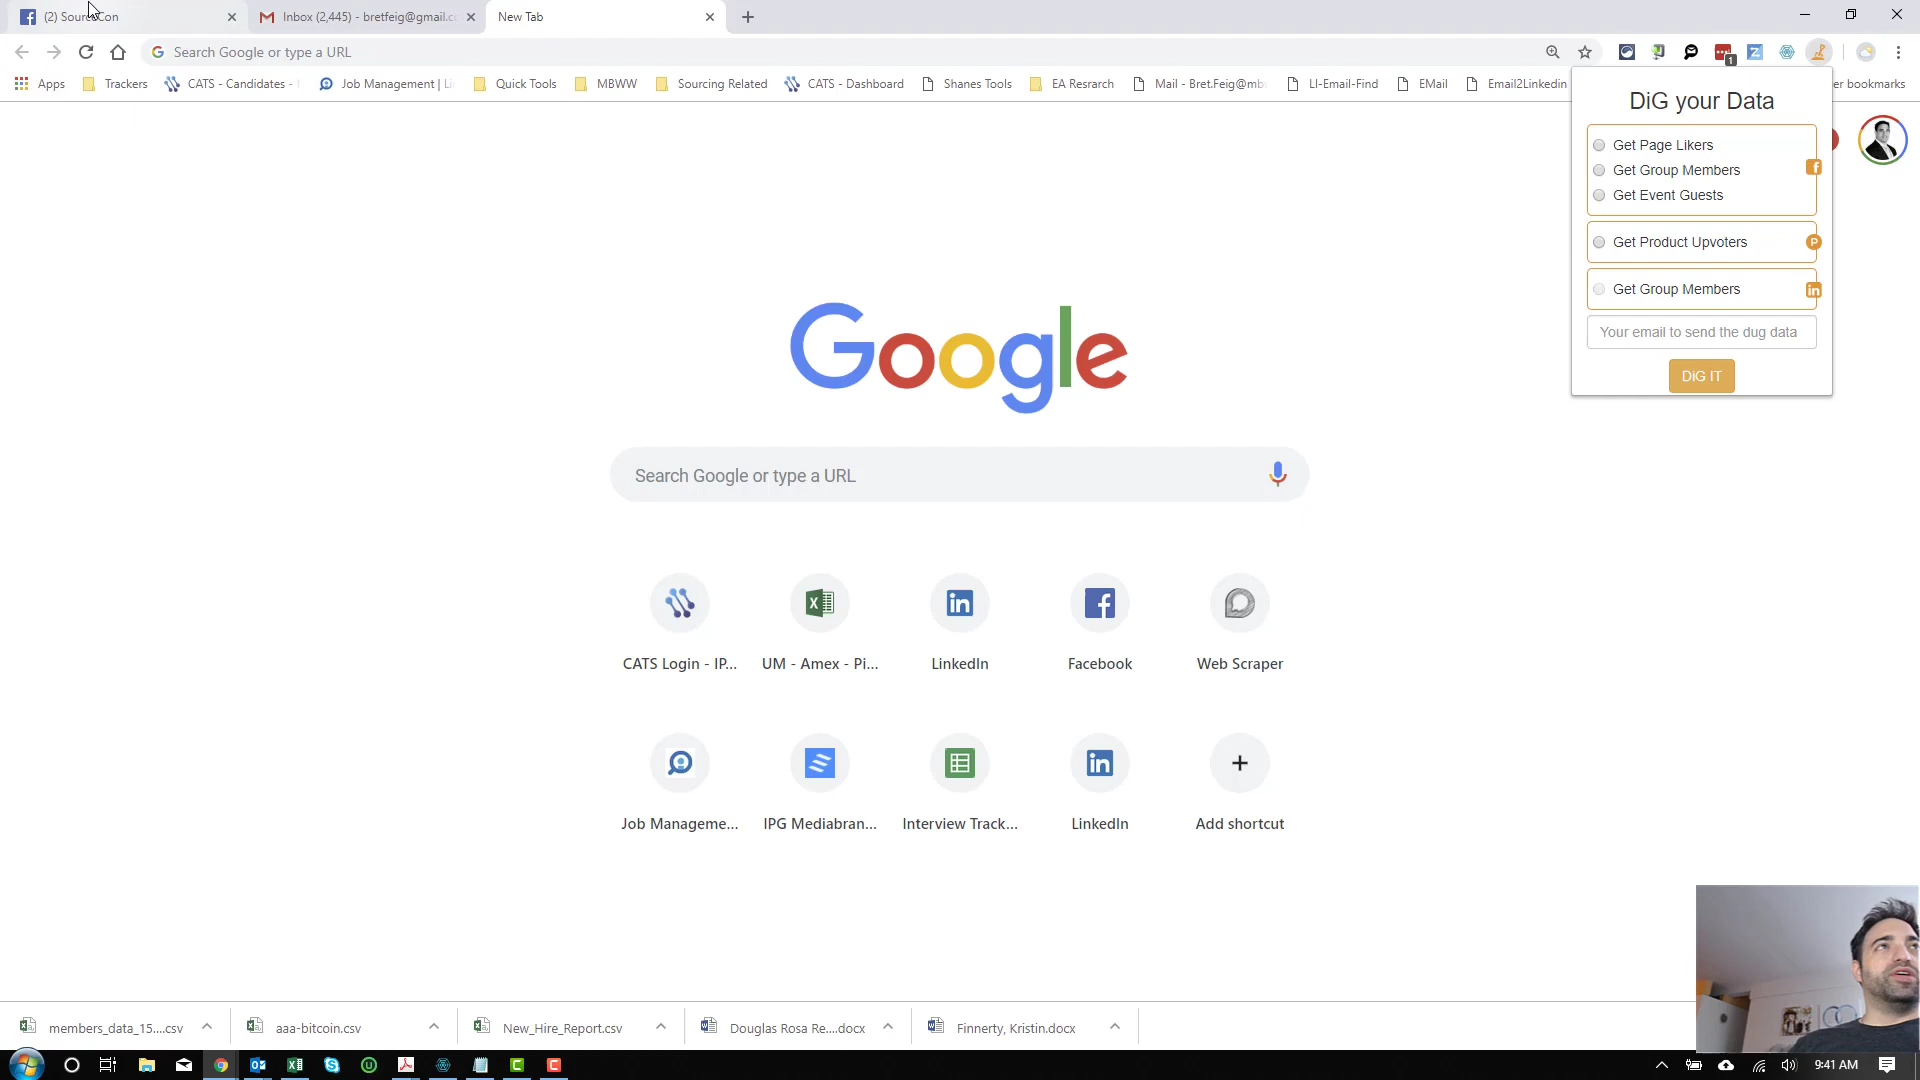 (2) SourceCon
Inbox (2,445) - bretfeig@gmail.c
New Tab
Search Google or type a URL
1
Apps
Trackers
CATS - Candidates -
Job Management | Li
Quick Tools
MBWW
Sourcing Related
CATS - Dashboard
Shanes Tools
EA Resrarch
Mail - Bret.Feig@mb
LI-Email-Find
EMail
Email2Linkedin
er bookmarks
DiG your Data
Get Page Likers
Get Group Members
Get Event Guests
Get Product Upvoters
P
Get Group Members
in
Your email to send the dug data
DIG IT
Google
Search Google or type a URL
CATS Login - IP...
UM - Amex - Pi...
LinkedIn
Facebook
Web Scraper
Job Manageme...
IPG Mediabran...
Interview Track...
LinkedIn
Add shortcut
members_data_15....csv
aaa-bitcoin.csv
New_Hire_Report.csv
Douglas Rosa Re....docx
Finnerty, Kristin.docx
9:41 AM